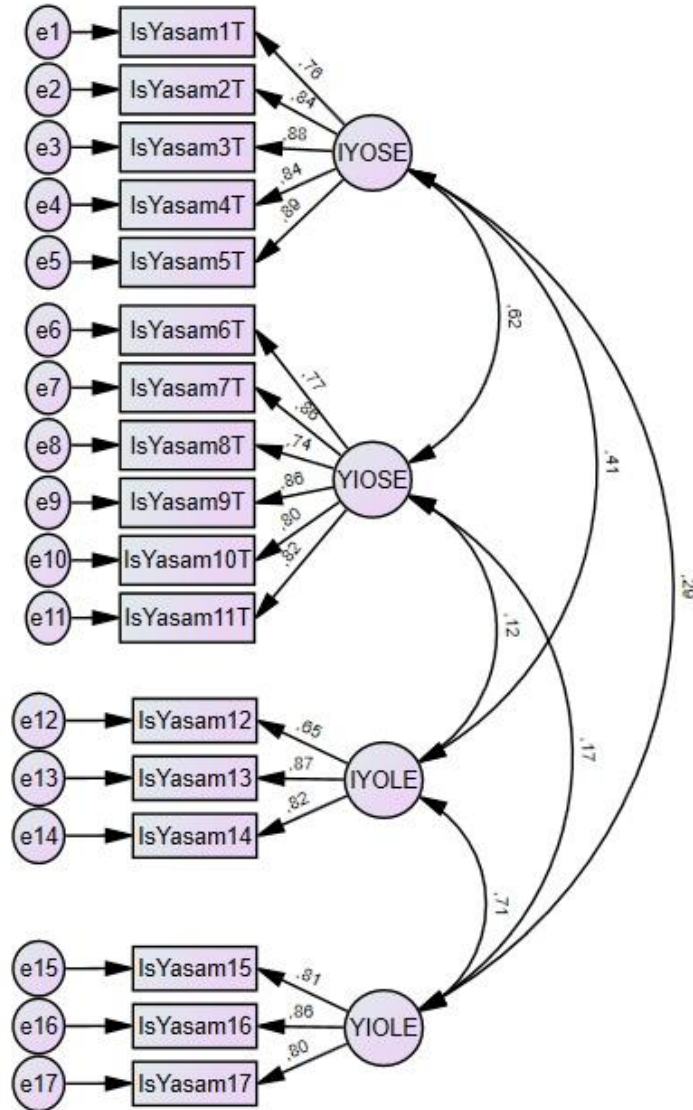 e1 IsYasam1T
.76
e2 IsYasam2T
.84
e3 IsYasam3T .88 IYOSE
e4 IsYasam4T .84
e5 IsYasam5T .89
e6 IsYasam6T
.62
.77
e7 IsYasam7T
.86
e8 IsYasam8T .74
.41
e9 IsYasam9T .86 YIOSE
e10 IsYasam10T .80
.82
e11 IsYasam11T
.29
.12
e12 IsYasam12 .65
.17
e13 IsYasam13 .87 IYOLE
e14 IsYasam14 .82
.71
e15 IsYasam15 .81
e16 IsYasam16 .86 YIOLE
e17 IsYasam17 .80